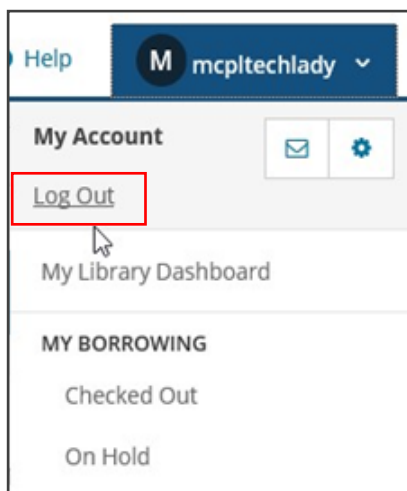 Help
M mcpltechlady
My Account
Log Out
My Library Dashboard
MY BORROWING
Checked Out
On Hold